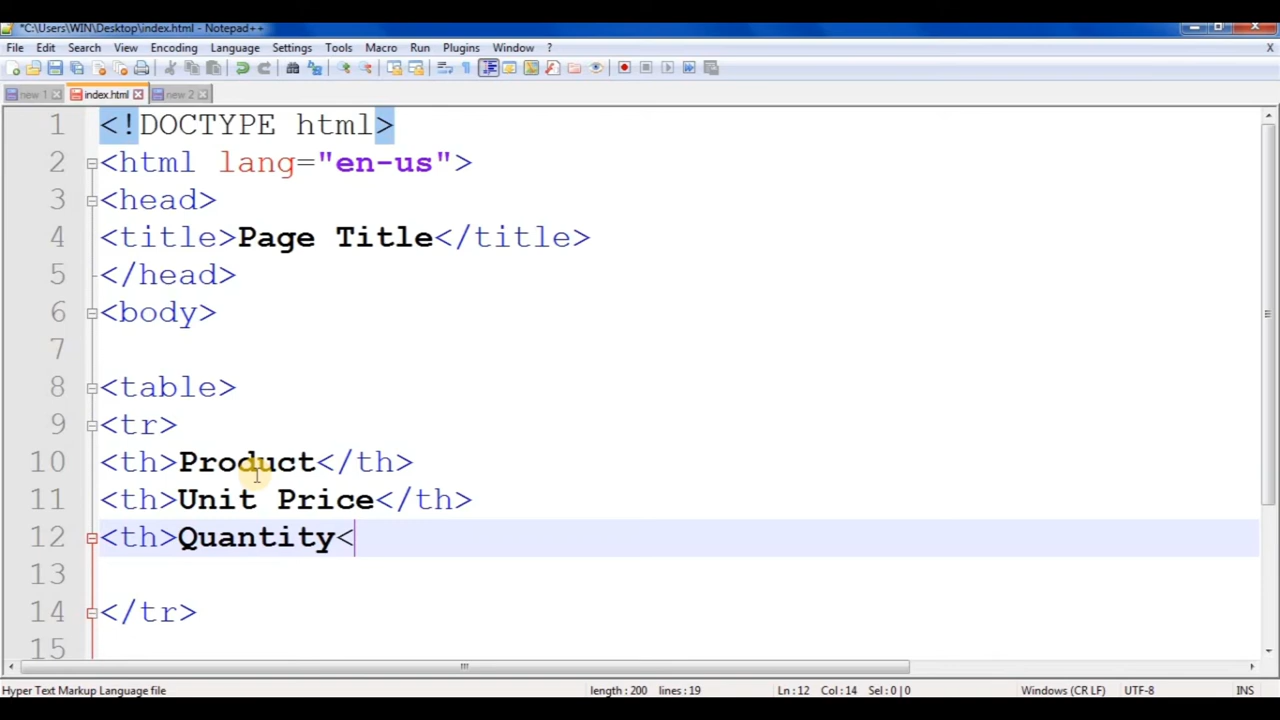 *C:\Users\WIN\Desktop\index.html - Notepad++
File Edit Search View Encoding Language Settings Tools Macro Run Plugins Window ? X
new 1 index.html new 2
1 <!DOCTYPE html>
2 <html lang="en-us">
3 <head>
4 <title>Page Title</title>
5 </head>
6 <body>
7
8 <table>
9 <tr>
10 <th>Product</th>
11 <th>Unit Price</th>
12 <th>Quantity<
13
14 </tr>
15
Hyper Text Markup Language file length : 200 lines : 19 Ln : 12 Col : 14 Sel : 0 | 0 Windows (CR LF) UTF-8 INS